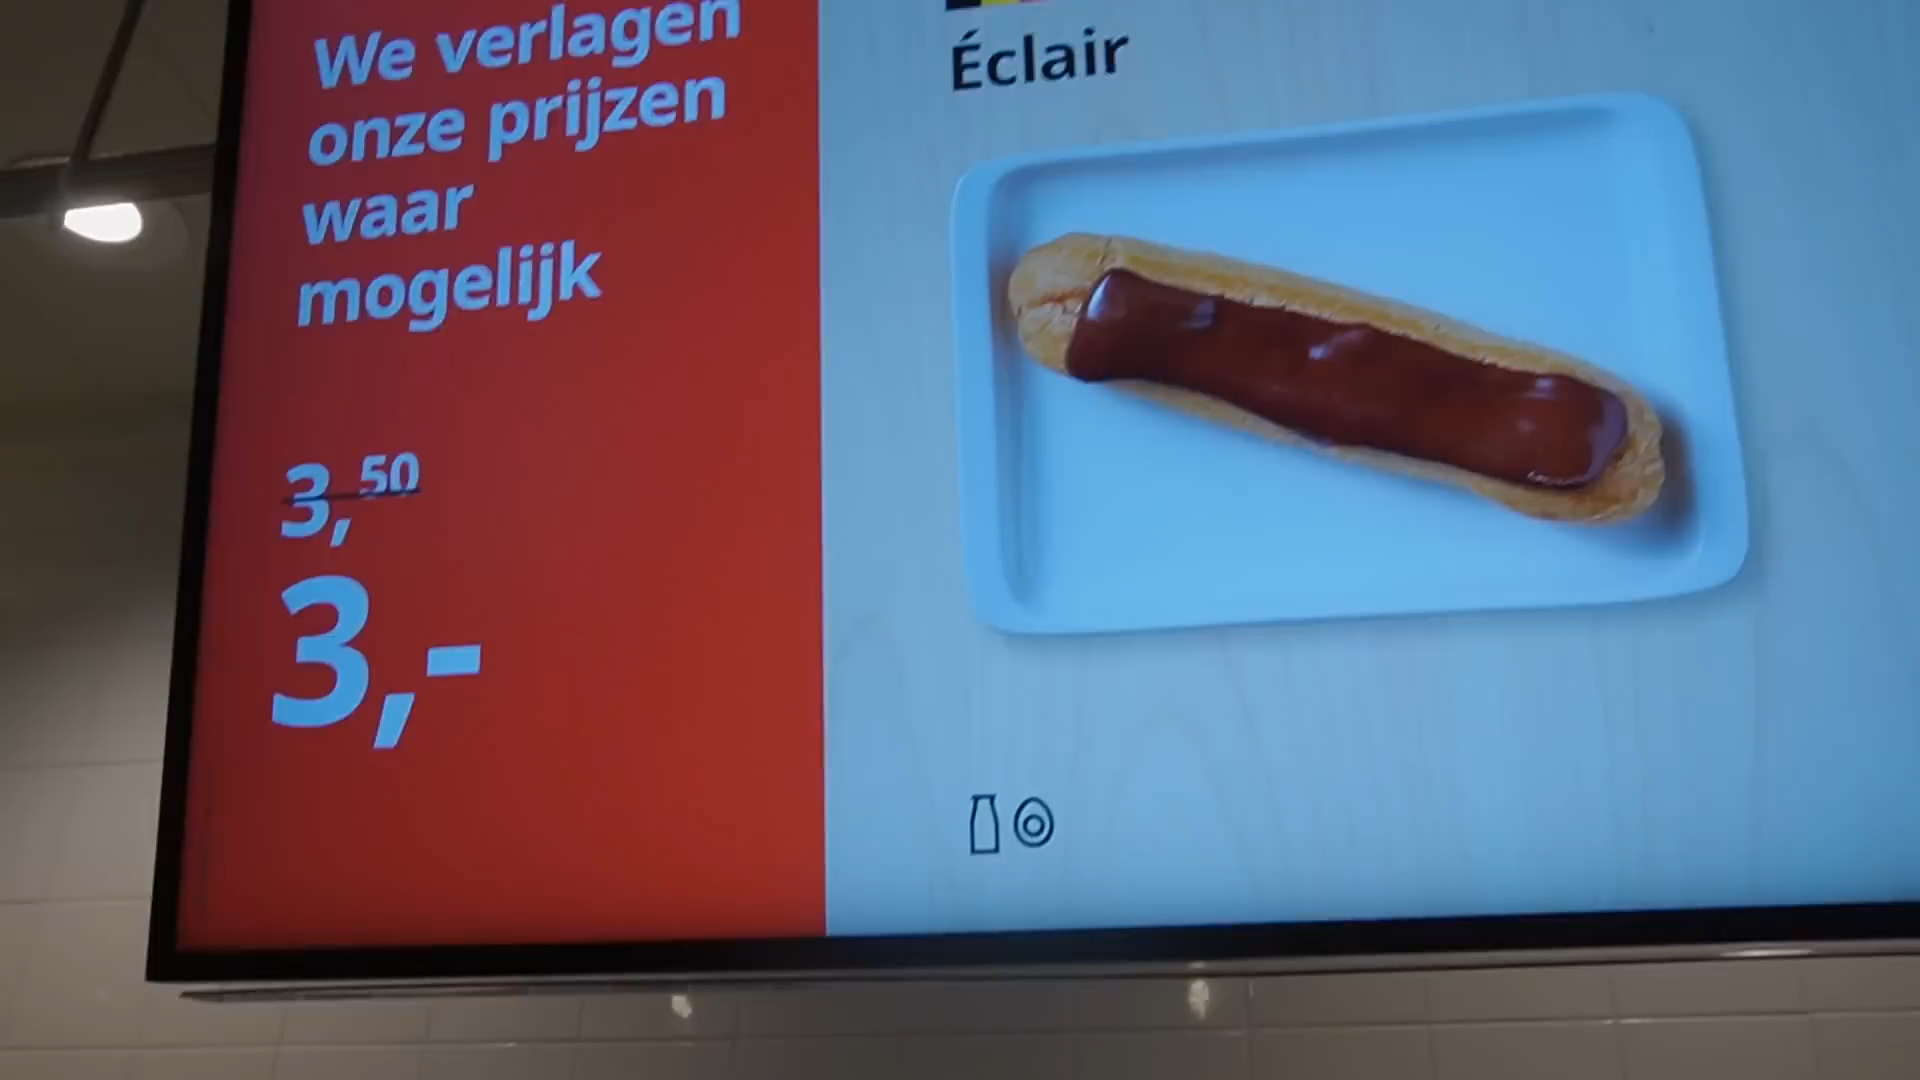 We verlagen
onze prijzen
waar
mogelijk
3,50
3,-
Éclair